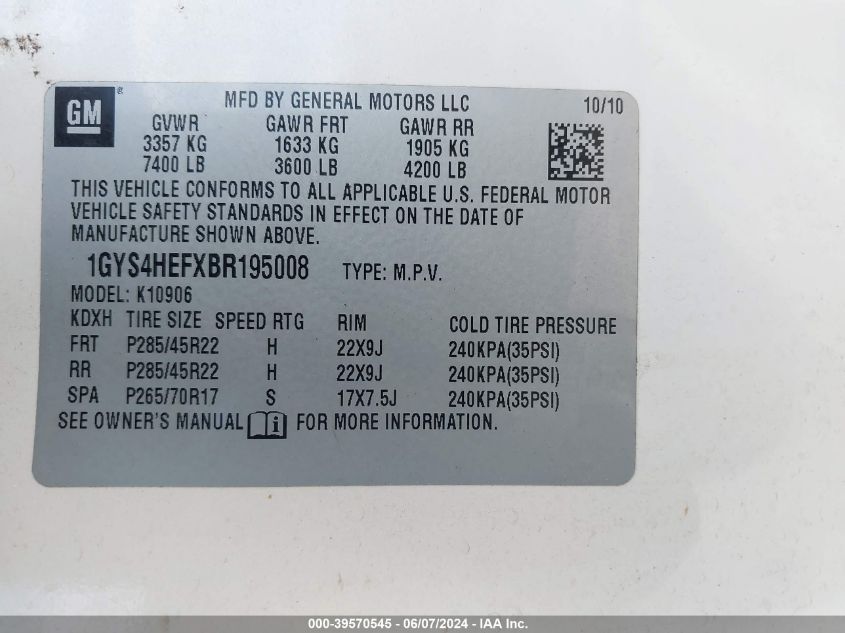 GM®
MFD BY GENERAL MOTORS LLC 10/10
GVWR GAWR FRT GAWR RR
3357 KG 1633 KG 1905 KG
7400 LB 3600 LB 4200 LB
THIS VEHICLE CONFORMS TO ALL APPLICABLE U.S. FEDERAL MOTOR
VEHICLE SAFETY STANDARDS IN EFFECT ON THE DATE OF
MANUFACTURE SHOWN ABOVE.
1GYS4HEFXBR195008 TYPE: M.P.V.
MODEL: K10906
KDXH TIRE SIZE SPEED RTG RIM COLD TIRE PRESSURE
FRT P285/45R22 H 22X9J 240KPA(35PSI)
RR P285/45R22 H 22X9J 240KPA(35PSI)
SPA P265/70R17 S 17X7.5J 240KPA(35PSI)
SEE OWNER'S MANUAL i FOR MORE INFORMATION.
000-39570545 - 06/07/2024 - IAA Inc.